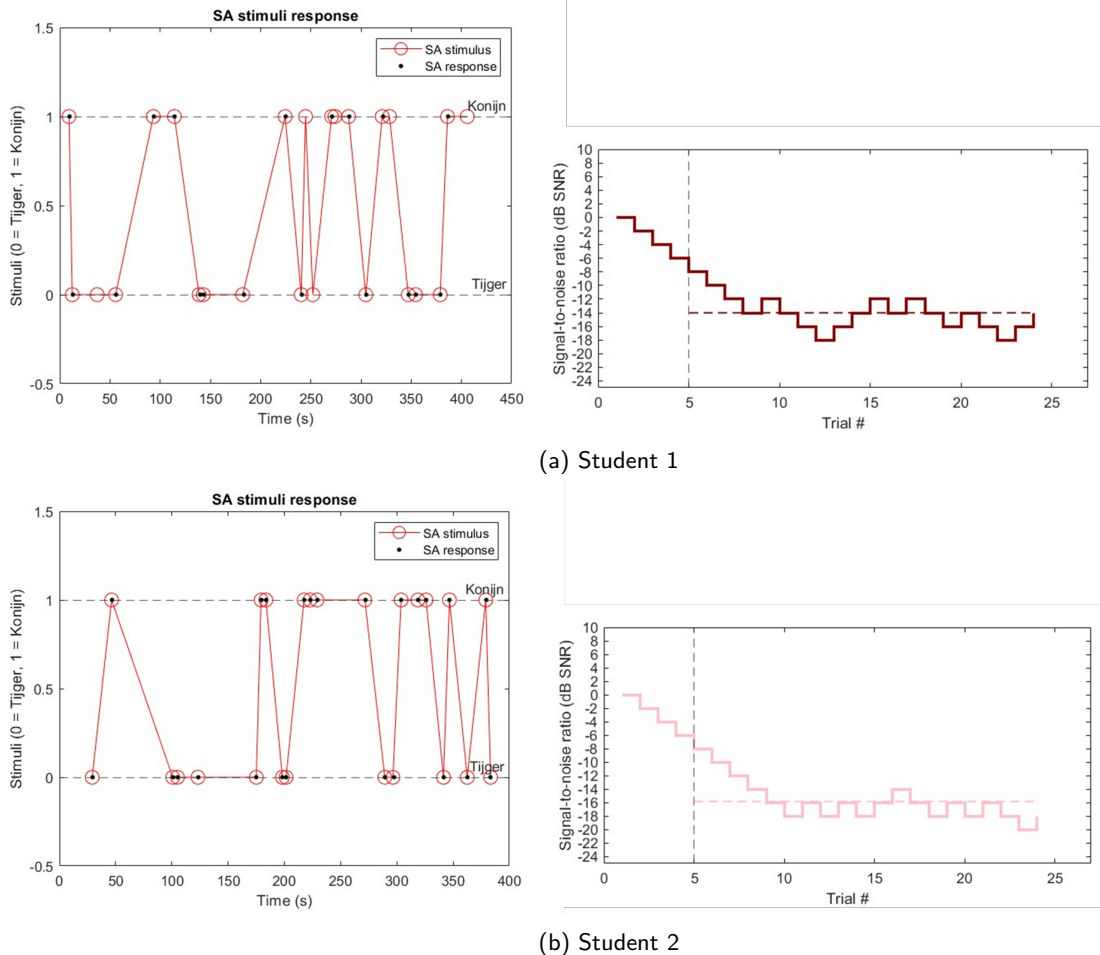 SA stimuli response
Stimuli (0 = Tijger, 1 = Konijn)
1.5
1
0.5
0
-0.5
SA stimulus
SA response
Konijn
Tijger
0 50 100 150 200 250 300 350 400 450
Time (s)
Signal-to-noise ratio (dB SNR)
10
8
6
4
2
0
-2
-4
-6
-8
-10
-12
-14
-16
-18
-20
-22
-24
0 5 10 15 20 25
Trial #
(a) Student 1
SA stimuli response
Stimuli (0 = Tijger, 1 = Konijn)
1.5
1
0.5
0
-0.5
SA stimulus
SA response
Konijn
Tijger
0 50 100 150 200 250 300 350 400
Time (s)
Signal-to-noise ratio (dB SNR)
10
8
6
4
2
0
-2
-4
-6
-8
-10
-12
-14
-16
-18
-20
-22
-24
0 5 10 15 20 25
Trial #
(b) Student 2